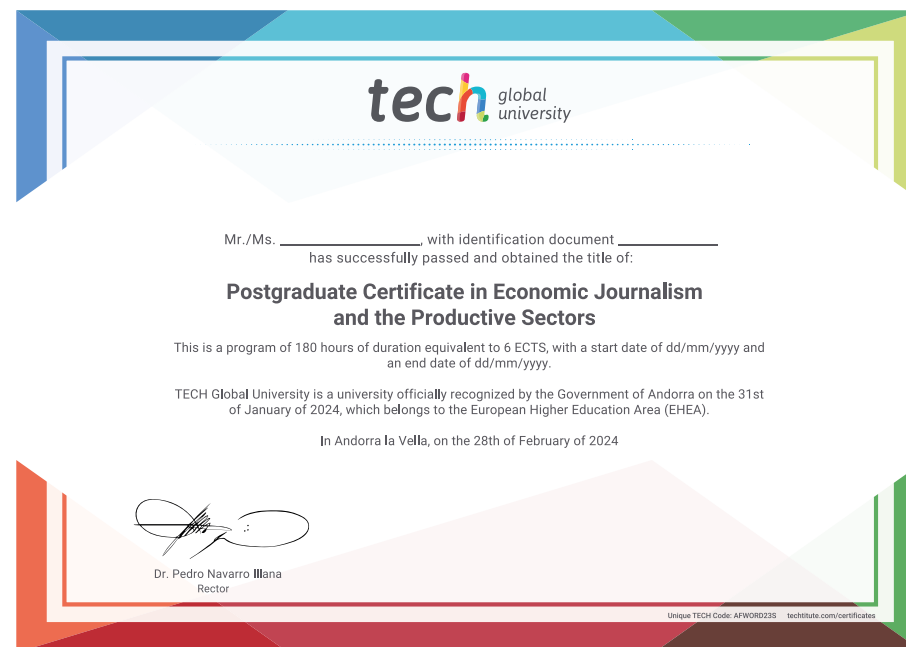 tech global university
Mr./Ms. ____________, with identification document ____________
has successfully passed and obtained the title of:
Postgraduate Certificate in Economic Journalism
and the Productive Sectors
This is a program of 180 hours of duration equivalent to 6 ECTS, with a start date of dd/mm/yyyy and
an end date of dd/mm/yyyy.
TECH Global University is a university officially recognized by the Government of Andorra on the 31st
of January of 2024, which belongs to the European Higher Education Area (EHEA).
In Andorra la Vella, on the 28th of February of 2024
Dr. Pedro Navarro Illana
Rector
Unique TECH Code: AFWORD23S techtitute.com/certificates